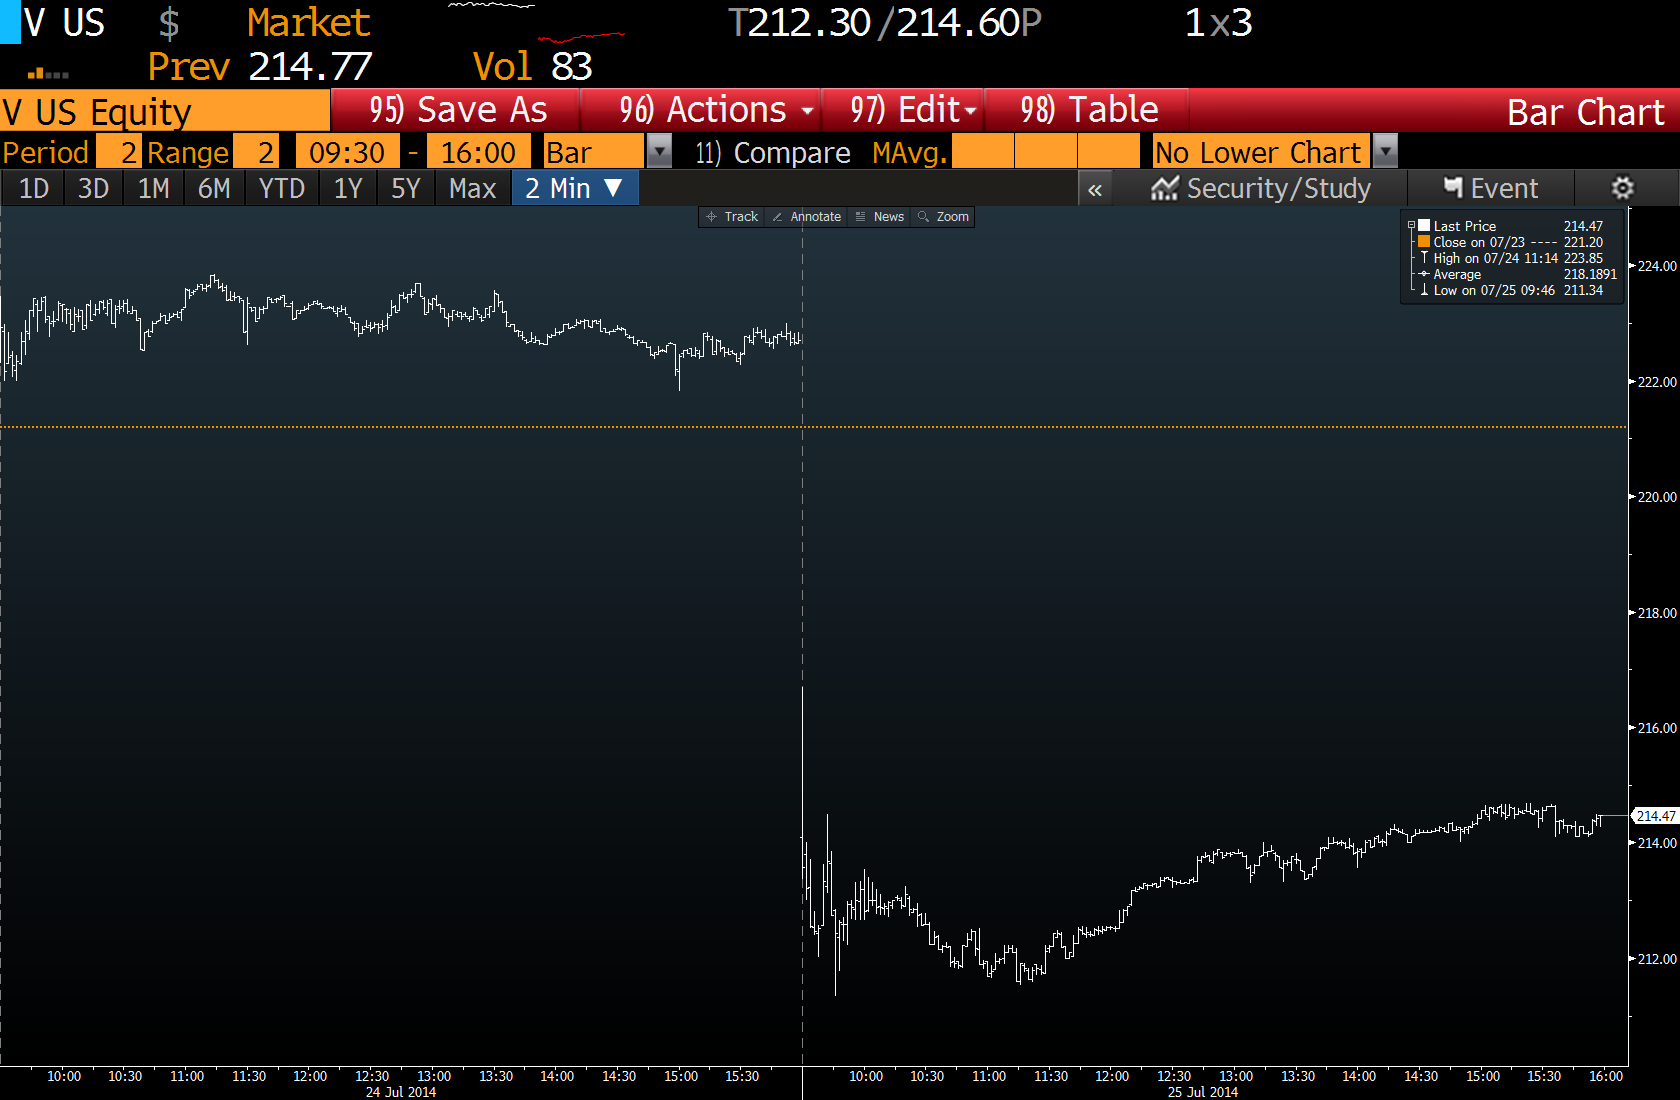 V US $ Market T212.30/214.60P 1x3
Prev 214.77 Vol 83
V US Equity 95) Save As 96) Actions 97) Edit 98) Table Bar Chart
Period 2 Range 2 09:30 - 16:00 Bar 11) Compare MAvg. No Lower Chart
1D 3D 1M 6M YTD 1Y 5Y Max 2 Min ▼ « Security/Study Event
Track Annotate News Zoom
Last Price 214.47
Close on 07/23 ---- 221.20
High on 07/24 11:14 223.85
Average 218.1891
Low on 07/25 09:46 211.34
224.00
222.00
220.00
218.00
216.00
214.47
214.00
212.00
10:00 10:30 11:00 11:30 12:00 12:30 13:00 13:30 14:00 14:30 15:00 15:30 10:00 10:30 11:00 11:30 12:00 12:30 13:00 13:30 14:00 14:30 15:00 15:30 16:00
24 Jul 2014 25 Jul 2014